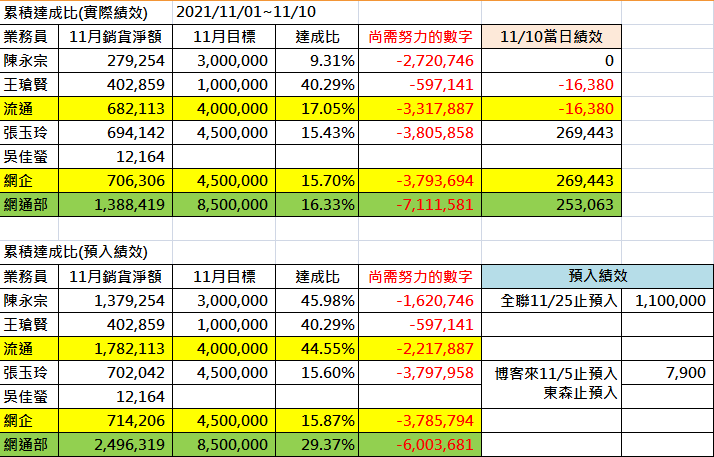 累積達成比(實際績效) 2021/11/01~11/10
業務員 11月銷貨淨額 11月目標 達成比 尚需努力的數字 11/10當日績效
陳永宗 279,254 3,000,000 9.31% -2,720,746 0
王瑲賢 402,859 1,000,000 40.29% -597,141 -16,380
流通 682,113 4,000,000 17.05% -3,317,887 -16,380
張玉玲 694,142 4,500,000 15.43% -3,805,858 269,443
吳佳螢 12,164
網企 706,306 4,500,000 15.70% -3,793,694 269,443
網通部 1,388,419 8,500,000 16.33% -7,111,581 253,063
累積達成比(預入績效)
業務員 11月銷貨淨額 11月目標 達成比 尚需努力的數字 預入績效
陳永宗 1,379,254 3,000,000 45.98% -1,620,746 全聯11/25止預入 1,100,000
王瑲賢 402,859 1,000,000 40.29% -597,141
流通 1,782,113 4,000,000 44.55% -2,217,887
張玉玲 702,042 4,500,000 15.60% -3,797,958 博客來11/5止預入 7,900
吳佳螢 12,164 東森止預入
網企 714,206 4,500,000 15.87% -3,785,794
網通部 2,496,319 8,500,000 29.37% -6,003,681